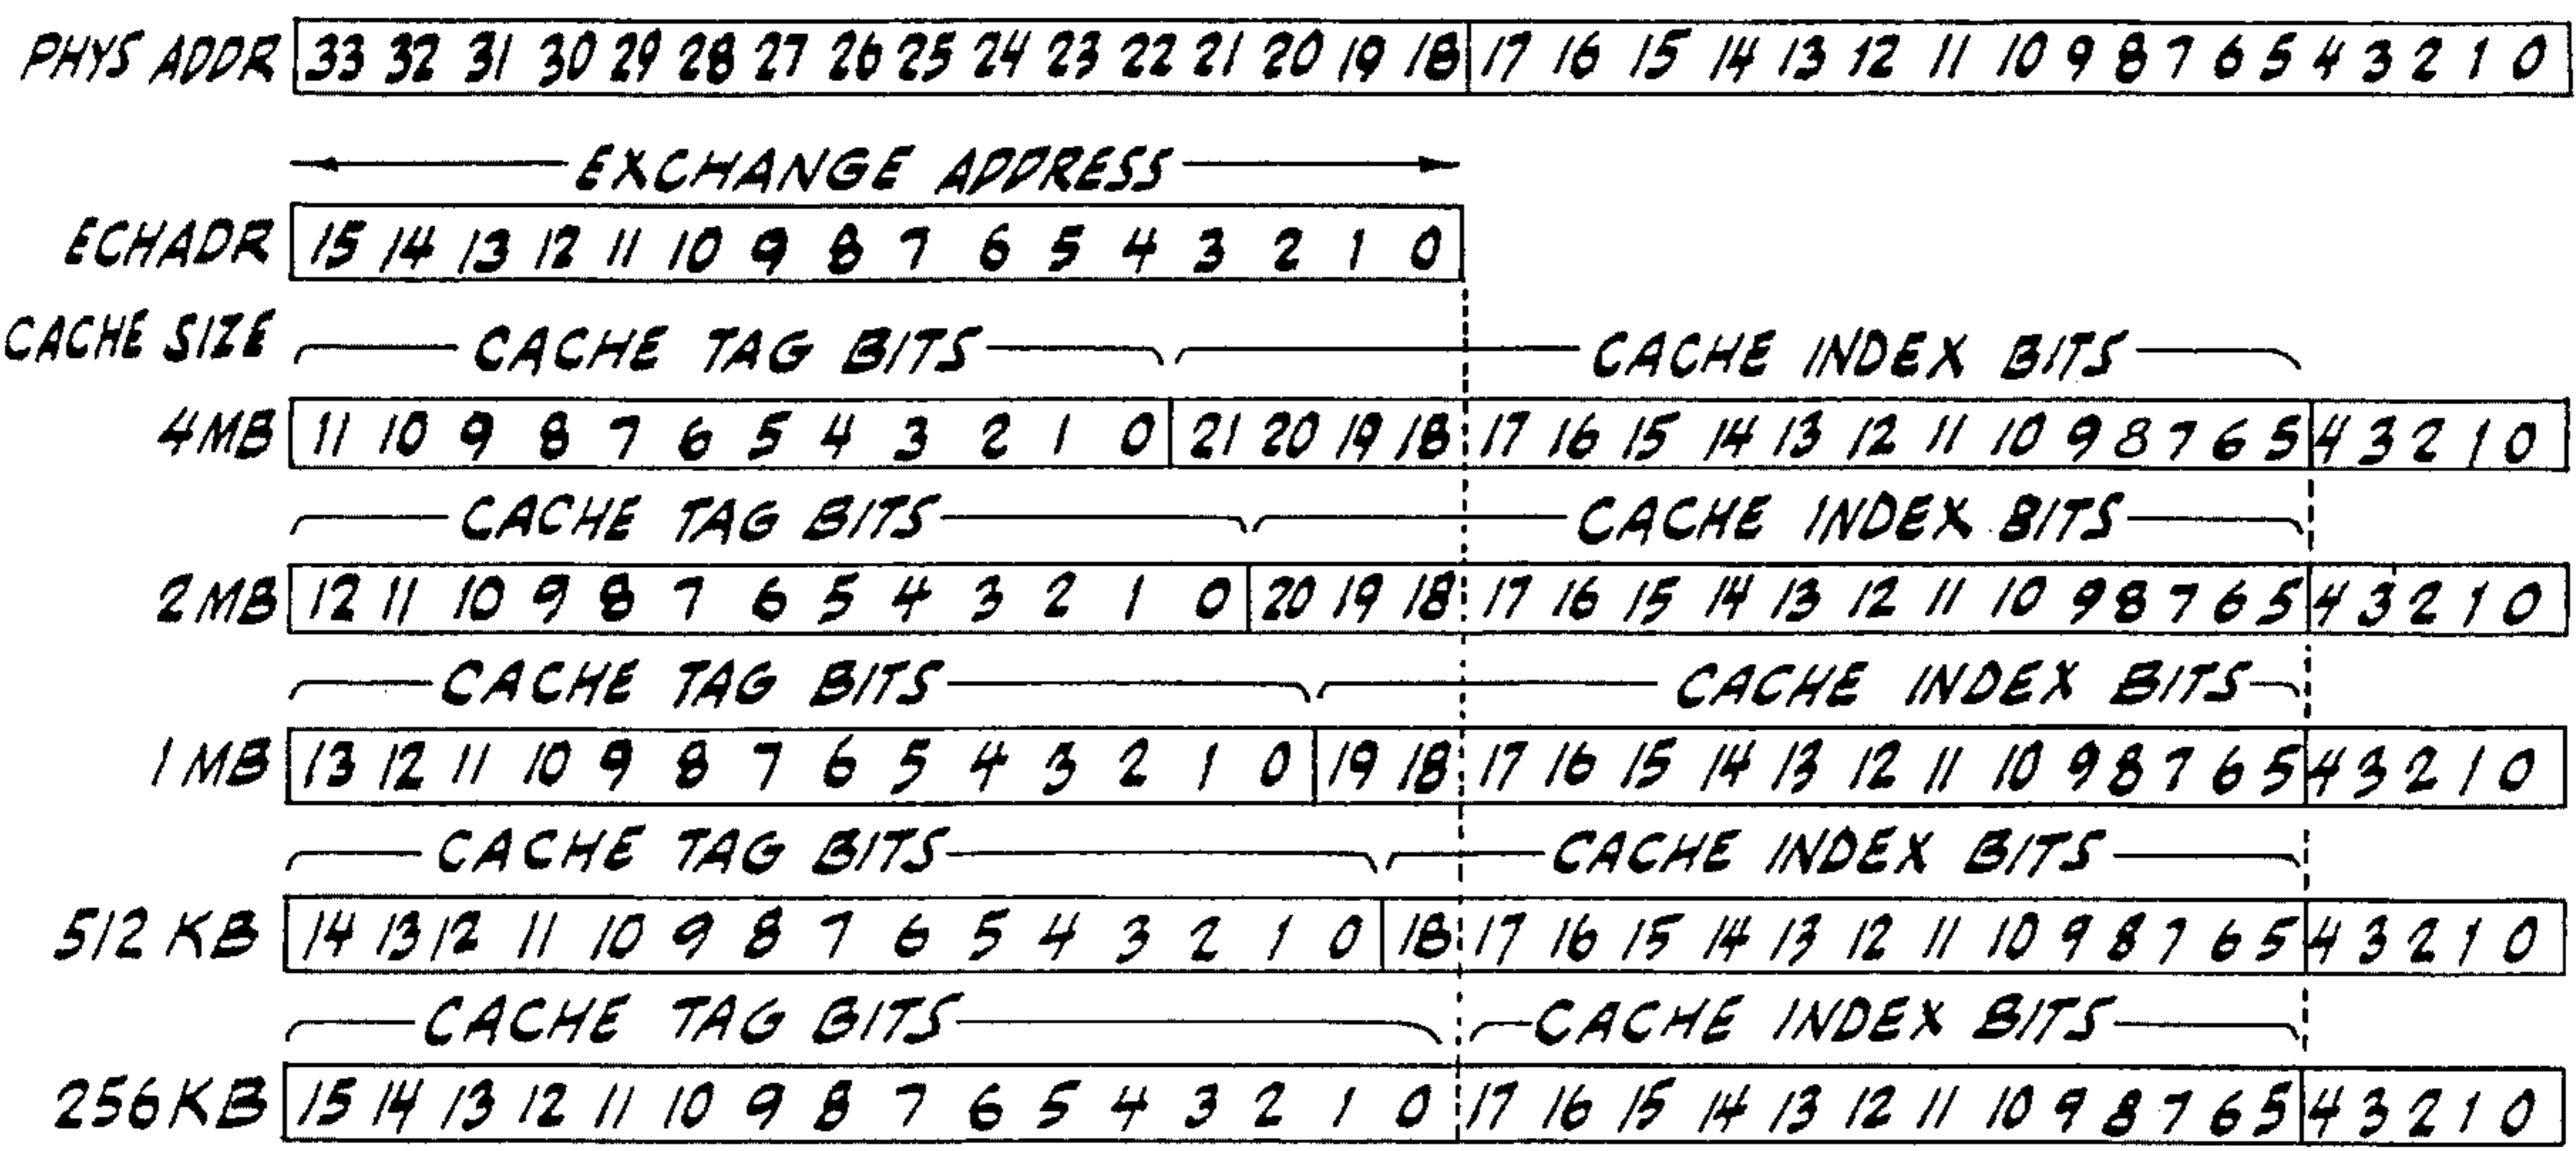 PHYS ADDR 33 32 31 30 29 28 27 26 25 24 23 22 21 20 19 18 17 16 15 14 13 12 11 10 9 8 7 6 5 4 3 2 1 0
EXCHANGE ADDRESS
ECHADR 15 14 13 12 11 10 9 8 7 6 5 4 3 2 1 0
CACHE SIZE CACHE TAG BITS CACHE INDEX BITS
4MB 11 10 9 8 7 6 5 4 3 2 1 0 21 20 19 18 17 16 15 14 13 12 11 10 9 8 7 6 5 4 3 2 1 0
CACHE TAG BITS CACHE INDEX BITS
2MB 12 11 10 9 8 7 6 5 4 3 2 1 0 20 19 18 17 16 15 14 13 12 11 10 9 8 7 6 5 4 3 2 1 0
CACHE TAG BITS CACHE INDEX BITS
1 MB 13 12 11 10 9 8 7 6 5 4 3 2 1 0 19 18 17 16 15 14 13 12 11 10 9 8 7 6 5 4 3 2 1 0
CACHE TAG BITS CACHE INDEX BITS
512 KB 14 13 12 11 10 9 8 7 6 5 4 3 2 1 0 18 17 16 15 14 13 12 11 10 9 8 7 6 5 4 3 2 1 0
CACHE TAG BITS CACHE INDEX BITS
256KB 15 14 13 12 11 10 9 8 7 6 5 4 3 2 1 0 17 16 15 14 13 12 11 10 9 8 7 6 5 4 3 2 1 0